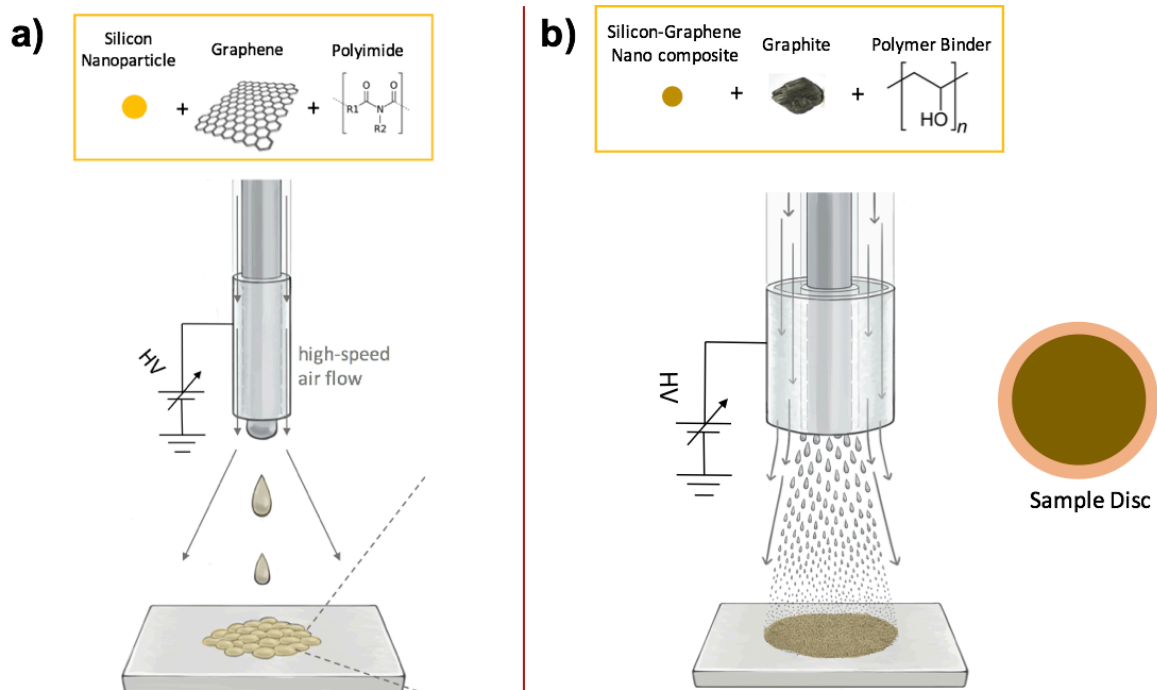 a)
Silicon
Nanoparticle
Graphene
Polyimide
+
+
O O
R1 N
R2
HV
high-speed
air flow
b)
Silicon-Graphene
Nano composite
Graphite
Polymer Binder
+
+
HO n
HV
Sample Disc